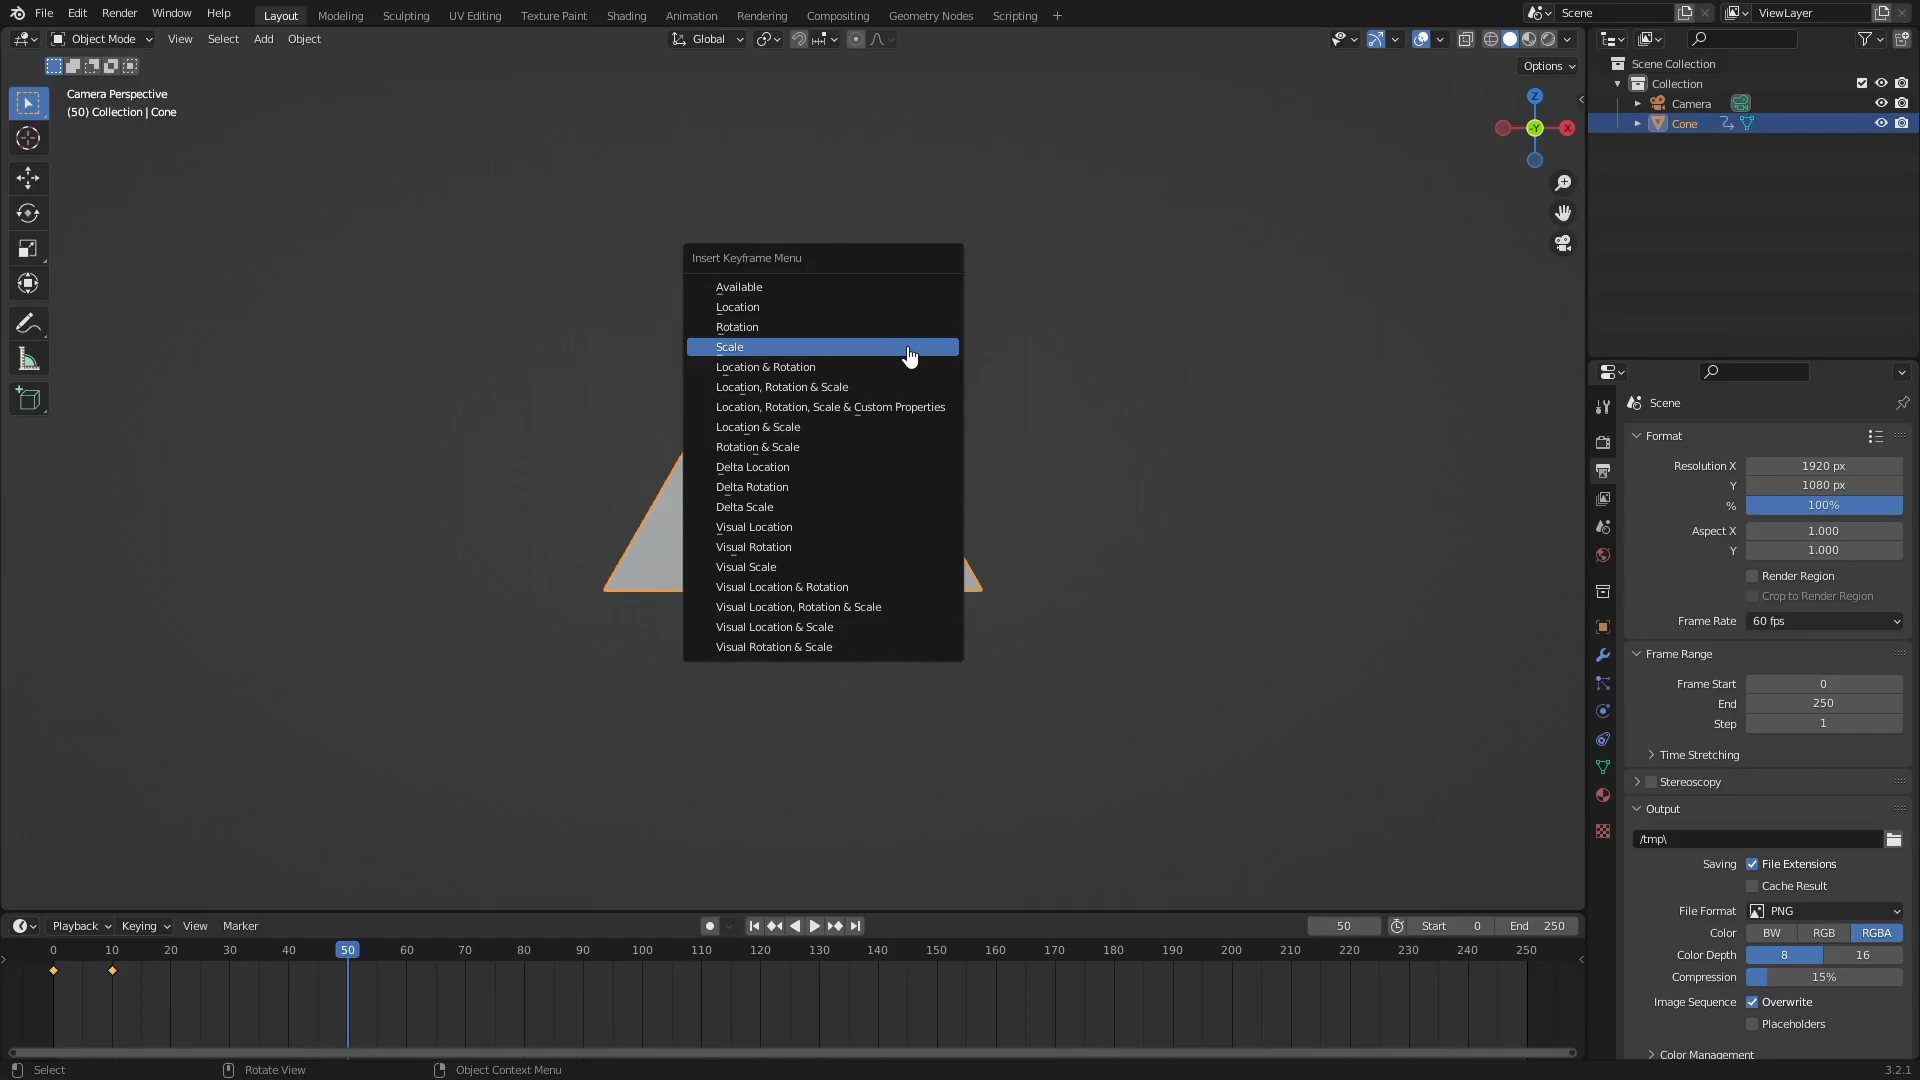 File Edit Render Window Help Layout Modeling Sculpting UV Editing Texture Paint Shading Animation Rendering Compositing Geometry Nodes Scripting + Scene ViewLayer
Object Mode View Select Add Object Global
Options
Camera Perspective
(50) Collection | Cone
Z
-Y
X
Scene Collection
Collection
Camera
Cone
Insert Keyframe Menu
Available
Location
Rotation
Scale
Location & Rotation
Location, Rotation & Scale
Location, Rotation, Scale & Custom Properties
Location & Scale
Rotation & Scale
Delta Location
Delta Rotation
Delta Scale
Visual Location
Visual Rotation
Visual Scale
Visual Location & Rotation
Visual Location, Rotation & Scale
Visual Location & Scale
Visual Rotation & Scale
Scene
Format
Resolution X 1920 px
Y 1080 px
% 100%
Aspect X 1.000
Y 1.000
Render Region
Crop to Render Region
Frame Rate 60 fps
Frame Range
Frame Start 0
End 250
Step 1
Time Stretching
Stereoscopy
Output
/tmp\
Saving File Extensions
Cache Result
File Format PNG
Color BW RGB RGBA
Color Depth 8 16
Compression 15%
Image Sequence Overwrite
Placeholders
Color Management
Playback Keying View Marker 50 Start 0 End 250
0 10 20 30 40 50 60 70 80 90 100 110 120 130 140 150 160 170 180 190 200 210 220 230 240 250
Select Rotate View Object Context Menu 3.2.1